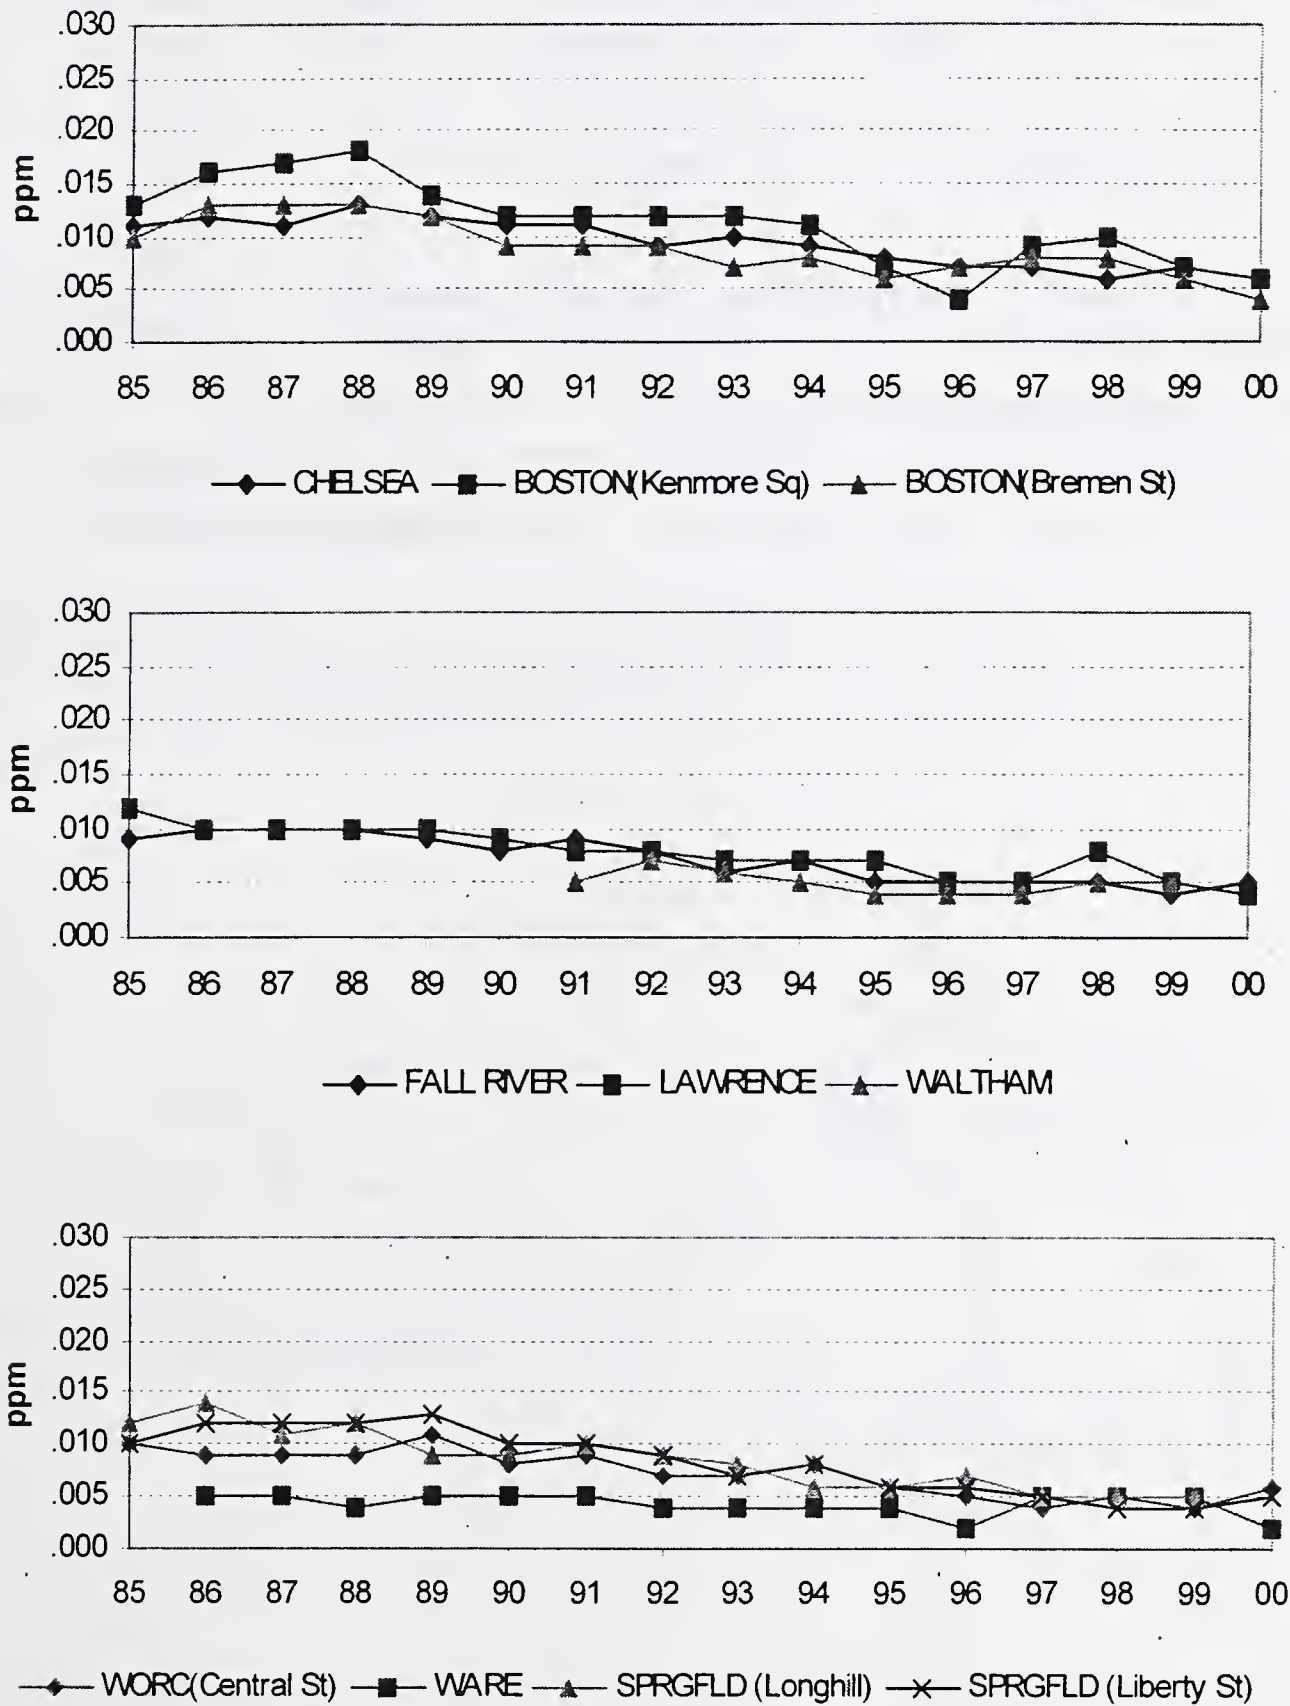 .030
.025
.020
.015
.010
.005
.000
ppm
85 86 87 88 89 90 91 92 93 94 95 96 97 98 99 00
CHELSEA BOSTON(Kenmore Sq) BOSTON(Bremen St)
.030
.025
.020
.015
.010
.005
.000
ppm
85 86 87 88 89 90 91 92 93 94 95 96 97 98 99 00
FALL RIVER LAWRENCE WALTHAM
.030
.025
.020
.015
.010
.005
.000
ppm
85 86 87 88 89 90 91 92 93 94 95 96 97 98 99 00
WORC(Central St) WARE SPRGFLD (Longhill) SPRGFLD (Liberty St)